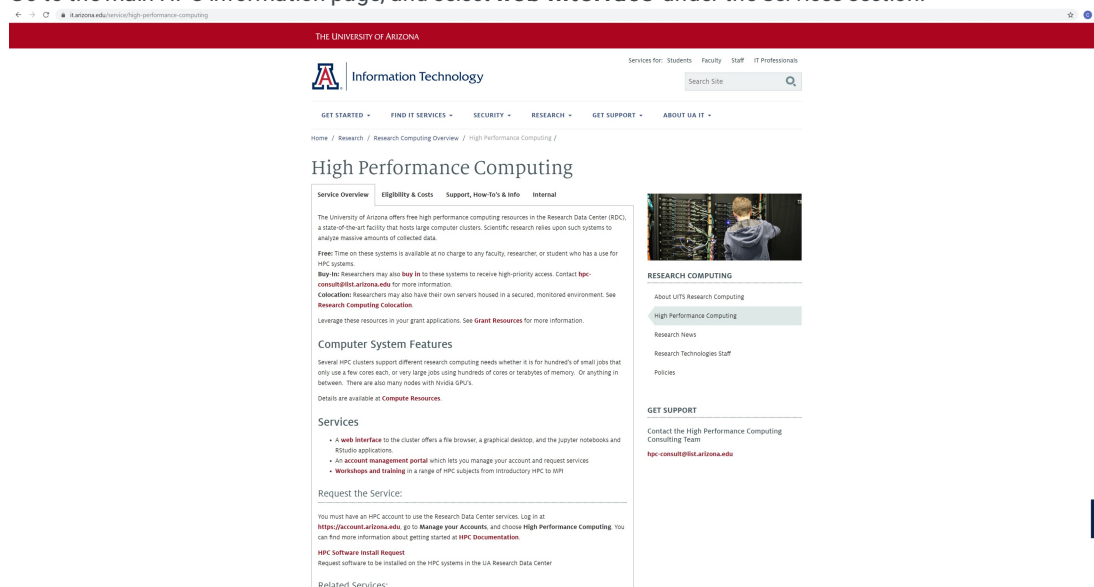 Go to the main HPC information page, and select web interface under the Services section.
it.arizona.edu/service/high-performance-computing
THE UNIVERSITY OF ARIZONA
Services for: Students Faculty Staff IT Professionals
A Information Technology
Search Site
GET STARTED FIND IT SERVICES SECURITY RESEARCH GET SUPPORT ABOUT UA IT
Home / Research / Research Computing Overview / High Performance Computing /
High Performance Computing
Service Overview Eligibility & Costs Support, How-To's & Info Internal
The University of Arizona offers free high performance computing resources in the Research Data Center (RDC),
a state-of-the-art facility that hosts large computer clusters. Scientific research relies upon such systems to
analyze massive amounts of collected data.
Free: Time on these systems is available at no charge to any faculty, researcher, or student who has a use for
HPC systems.
Buy-In: Researchers may also buy in to these systems to receive high-priority access. Contact hpc-
consult@list.arizona.edu for more information.
Colocation: Researchers may also have their own servers housed in a secured, monitored environment. See
Research Computing Colocation.
Leverage these resources in your grant applications. See Grant Resources for more information.
Computer System Features
Several HPC clusters support different research computing needs whether it is for hundred's of small jobs that
only use a few cores each, or very large jobs using hundreds of cores or terabytes of memory. Or anything in
between. There are also many nodes with Nvidia GPU's.
Details are available at Compute Resources.
Services
• A web interface to the cluster offers a file browser, a graphical desktop, and the Jupyter notebooks and
RStudio applications.
• An account management portal which lets you manage your account and request services
• Workshops and training in a range of HPC subjects from Introductory HPC to MPI
Request the Service:
You must have an HPC account to use the Research Data Center services. Log in at
https://account.arizona.edu, go to Manage your Accounts, and choose High Performance Computing. You
can find more information about getting started at HPC Documentation.
HPC Software Install Request
Request software to be installed on the HPC systems in the UA Research Data Center
Related Services:
RESEARCH COMPUTING
About UITS Research Computing
High Performance Computing
Research News
Research Technologies Staff
Policies
GET SUPPORT
Contact the High Performance Computing
Consulting Team
hpc-consult@list.arizona.edu